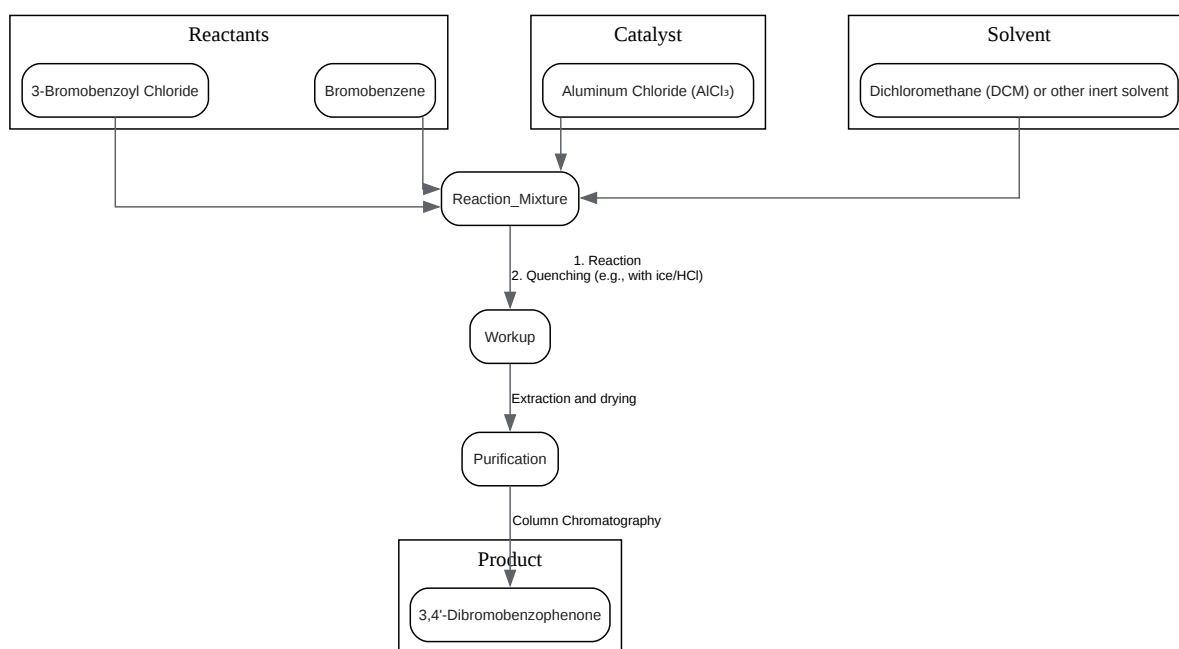 Reactants
Catalyst
Solvent
3-Bromobenzoyl Chloride
Bromobenzene
Aluminum Chloride (AlCl₃)
Dichloromethane (DCM) or other inert solvent
Reaction_Mixture
1. Reaction
2. Quenching (e.g., with ice/HCl)
Workup
Extraction and drying
Purification
Column Chromatography
Product
3,4'-Dibromobenzophenone